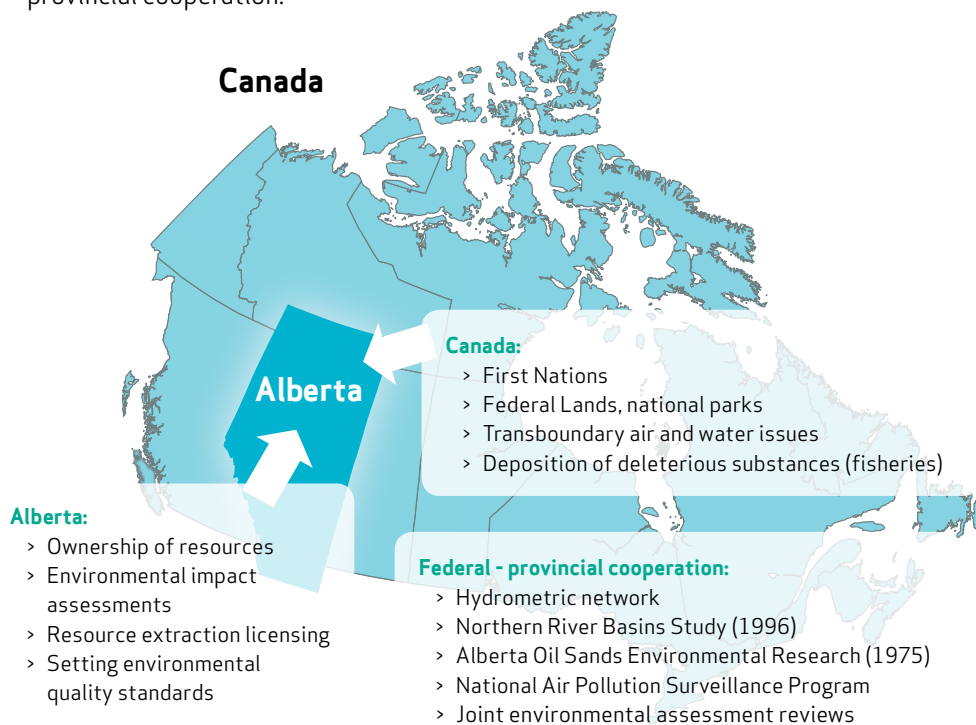 provincial cooperation.
Canada
Alberta
Canada:
> First Nations
> Federal Lands, national parks
> Transboundary air and water issues
> Deposition of deleterious substances (fisheries)
Alberta:
> Ownership of resources
> Environmental impact
assessments
> Resource extraction licensing
> Setting environmental
quality standards
Federal - provincial cooperation:
> Hydrometric network
> Northern River Basins Study (1996)
> Alberta Oil Sands Environmental Research (1975)
> National Air Pollution Surveillance Program
> Joint environmental assessment reviews